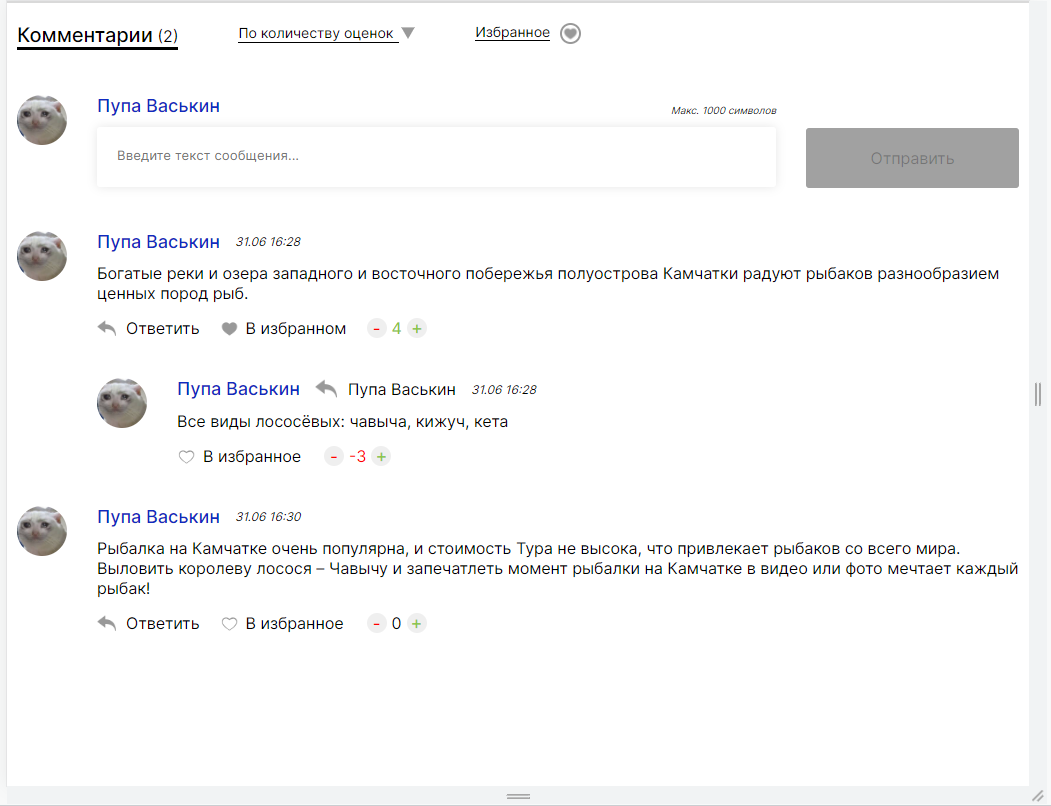 Комментарии (2) По количеству оценок Избранное
Пупа Васькин Макс. 1000 символов
Введите текст сообщения... Отправить
Пупа Васькин 31.06 16:28
Богатые реки и озера западного и восточного побережья полуострова Камчатки радуют рыбаков разнообразием
ценных пород рыб.
Ответить В избранном - 4 +
Пупа Васькин Пупа Васькин 31.06 16:28
Все виды лососёвых: чавыча, кижуч, кета
В избранное - -3 +
Пупа Васькин 31.06 16:30
Рыбалка на Камчатке очень популярна, и стоимость Тура не высока, что привлекает рыбаков со всего мира.
Выловить королеву лосося – Чавычу и запечатлеть момент рыбалки на Камчатке в видео или фото мечтает каждый
рыбак!
Ответить В избранное - 0 +